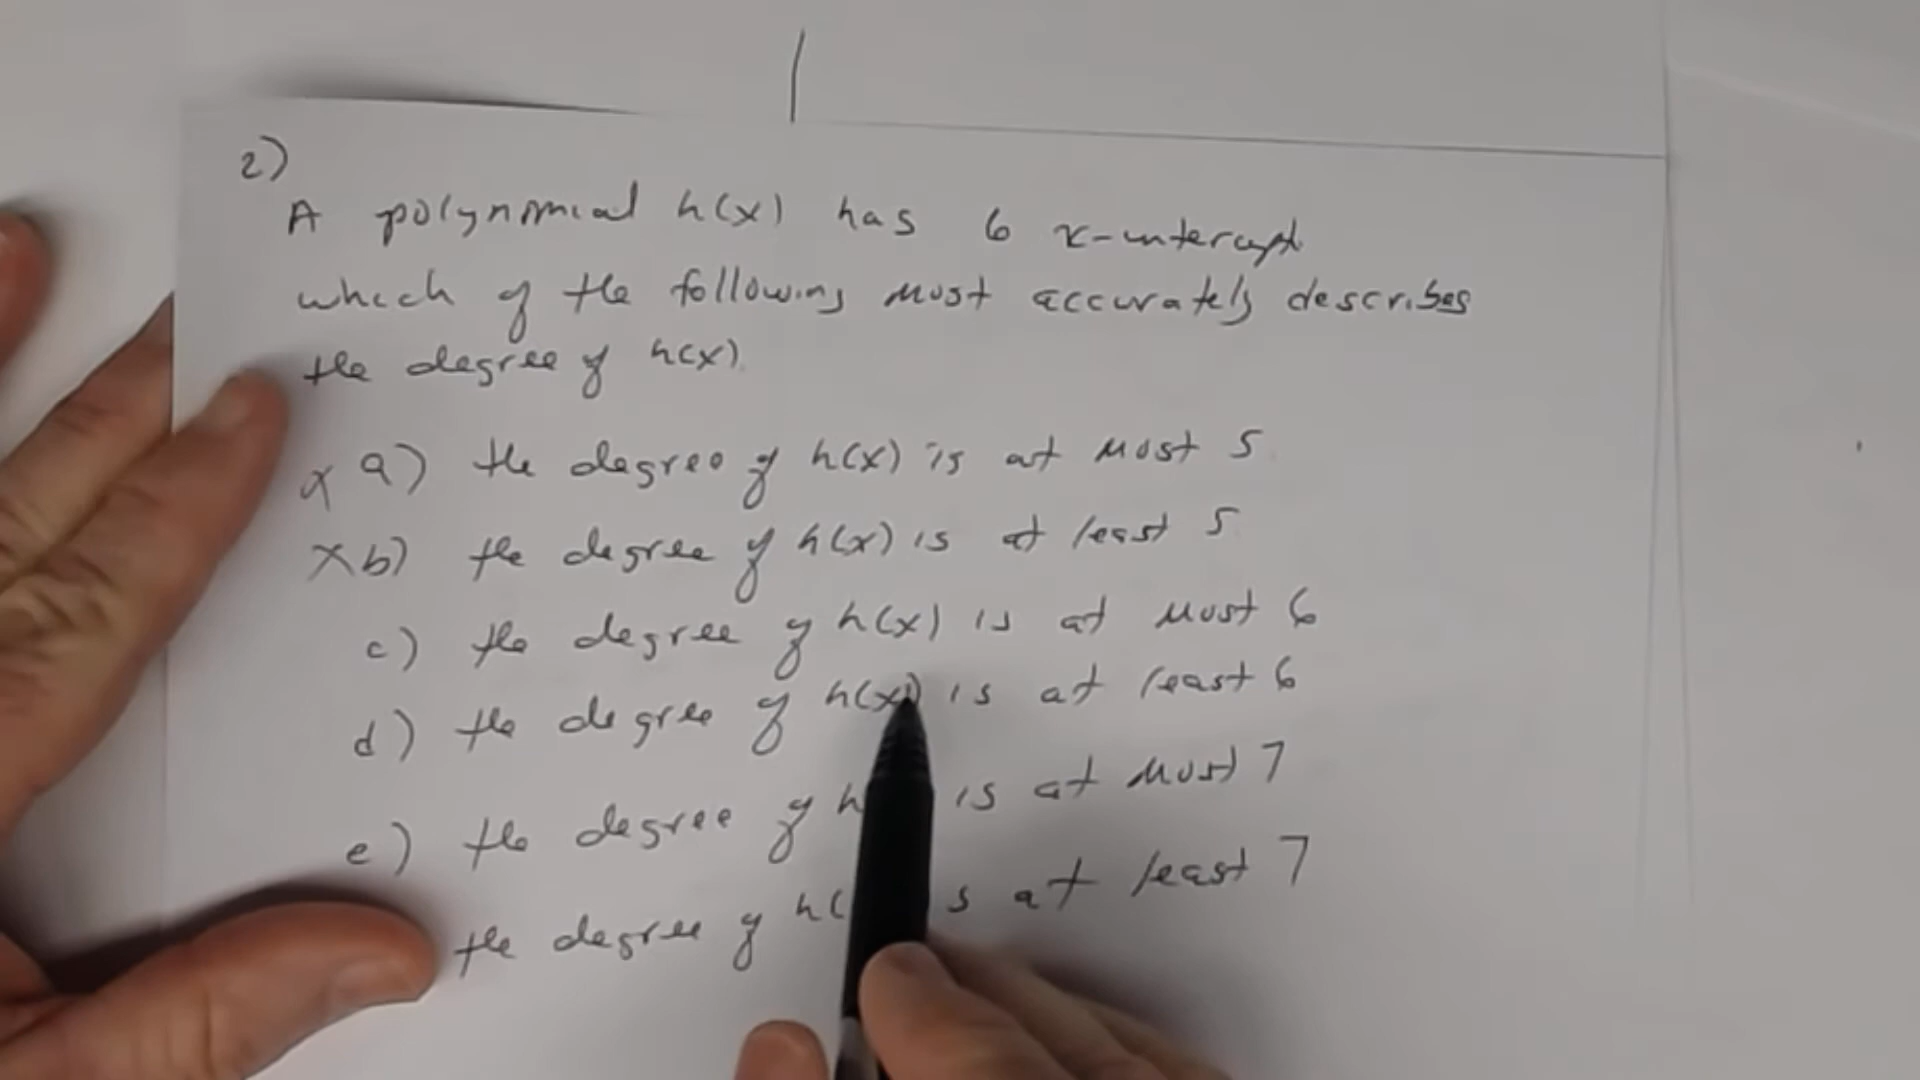 2)
A polynomial h(x) has 6 x-intercept
which of the following most accurately describes
the degree of h(x).
x a) the degree of h(x) is at most 5
x b) the degree of h(x) is at least 5
c) the degree of h(x) is at most 6
d) the degree of h(x) is at least 6
e) the degree of h is at most 7
the degree of h( s at least 7